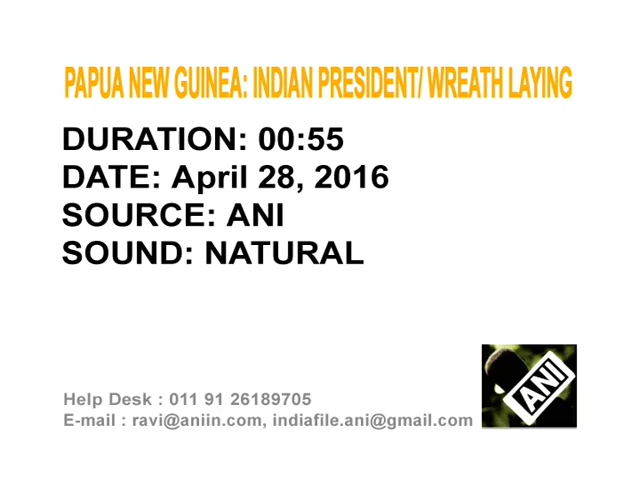 PAPUA NEW GUINEA: INDIAN PRESIDENT/ WREATH LAYING
DURATION: 00:55
DATE: April 28, 2016
SOURCE: ANI
SOUND: NATURAL
Help Desk : 011 91 26189705
E-mail : ravi@aniin.com, indiafile.ani@gmail.com
ANI